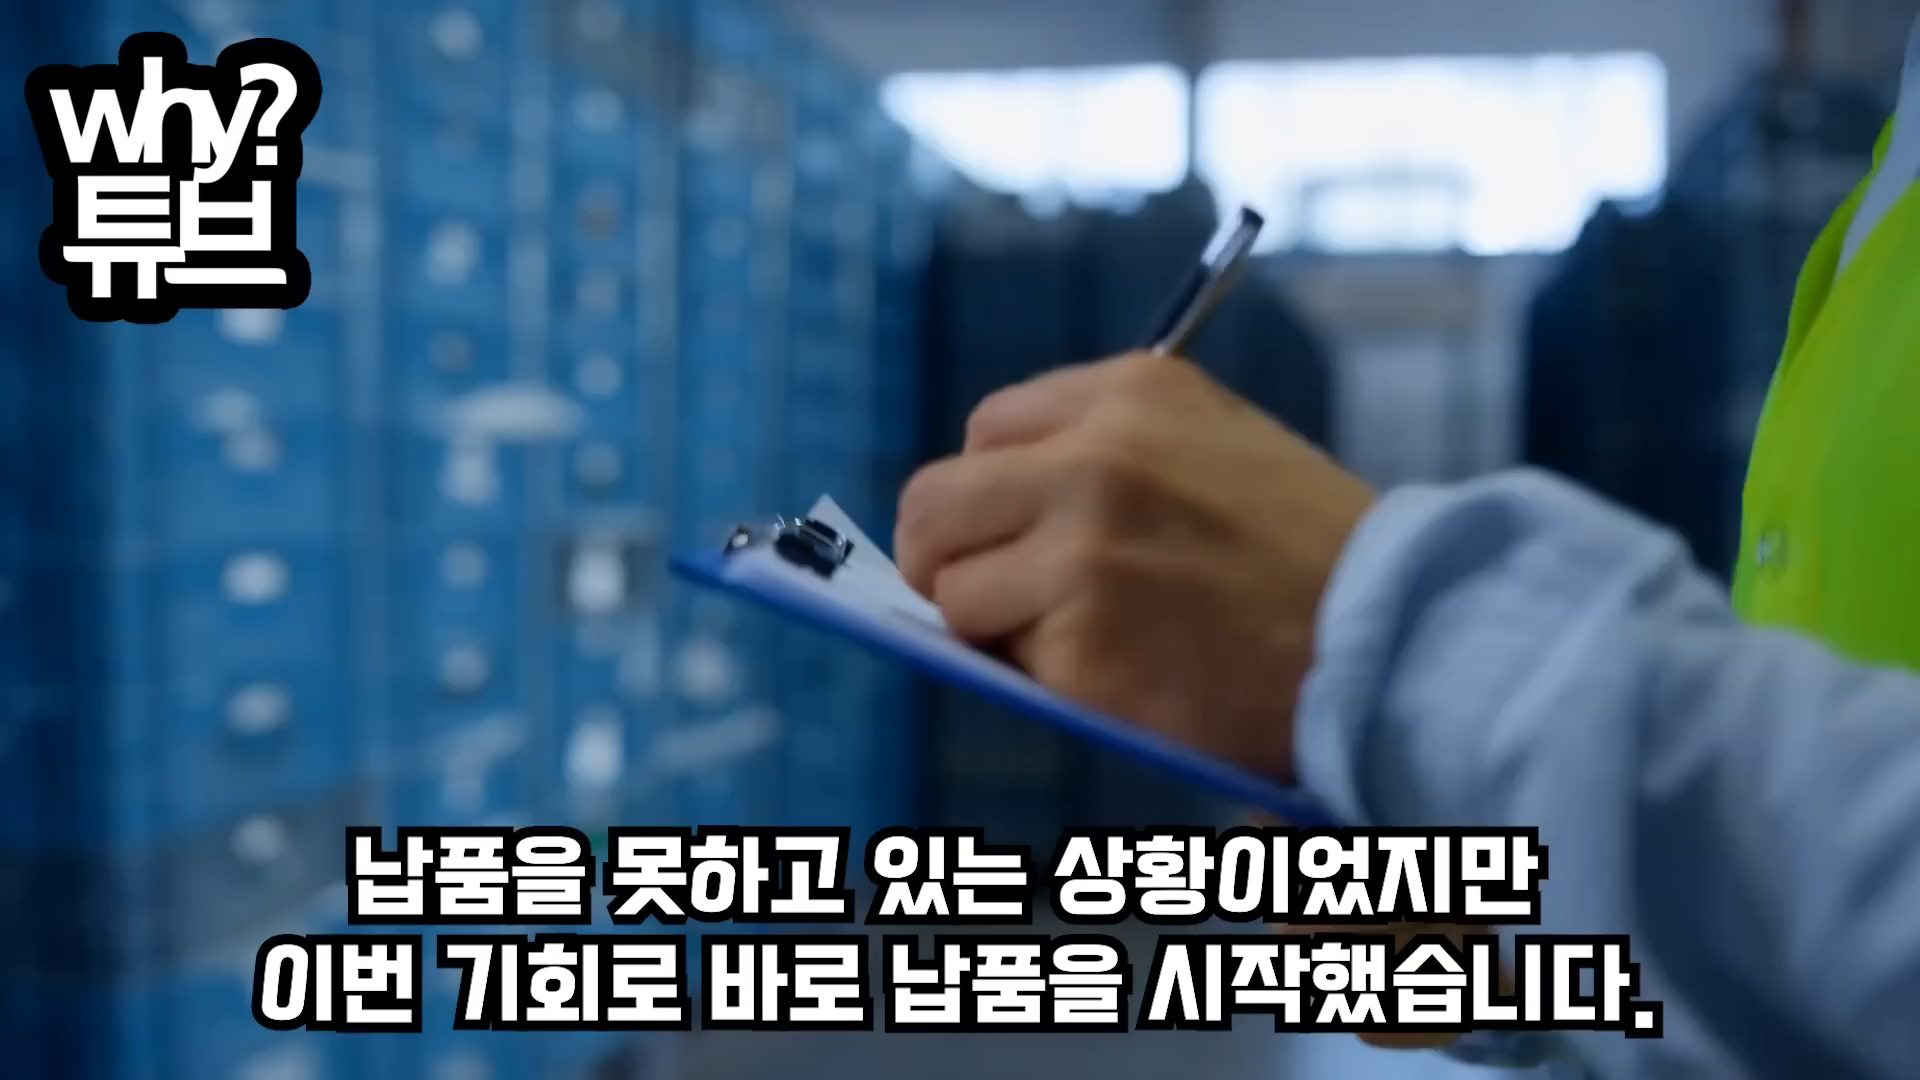 why?
튜브
납품을 못하고 있는 상황이었지만
이번 기회로 바로 납품을 시작했습니다.